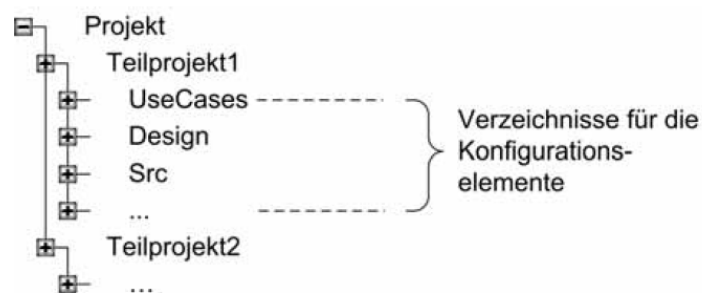 Projekt
Teilprojekt1
UseCases
Design
Src
...
Teilprojekt2
...
Verzeichnisse für die
Konfigurations-
elemente